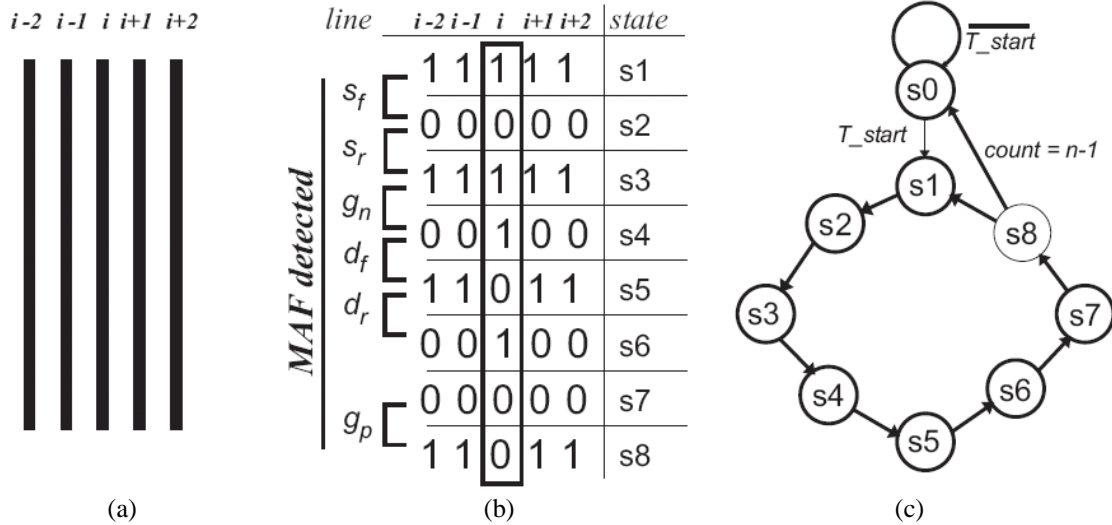 i-2 i-1 i i+1 i+2
line i-2 i-1 i i+1 i+2 state
1 1 1 1 1 s1
0 0 0 0 0 s2
1 1 1 1 1 s3
0 0 1 0 0 s4
1 1 0 1 1 s5
0 0 1 0 0 s6
0 0 0 0 0 s7
1 1 0 1 1 s8
MAF detected
s_f
s_r
g_n
d_f
d_r
g_p
T_start
s0
T_start
count = n-1
s1
s2
s8
s3
s7
s4
s6
s5
(a) (b) (c)